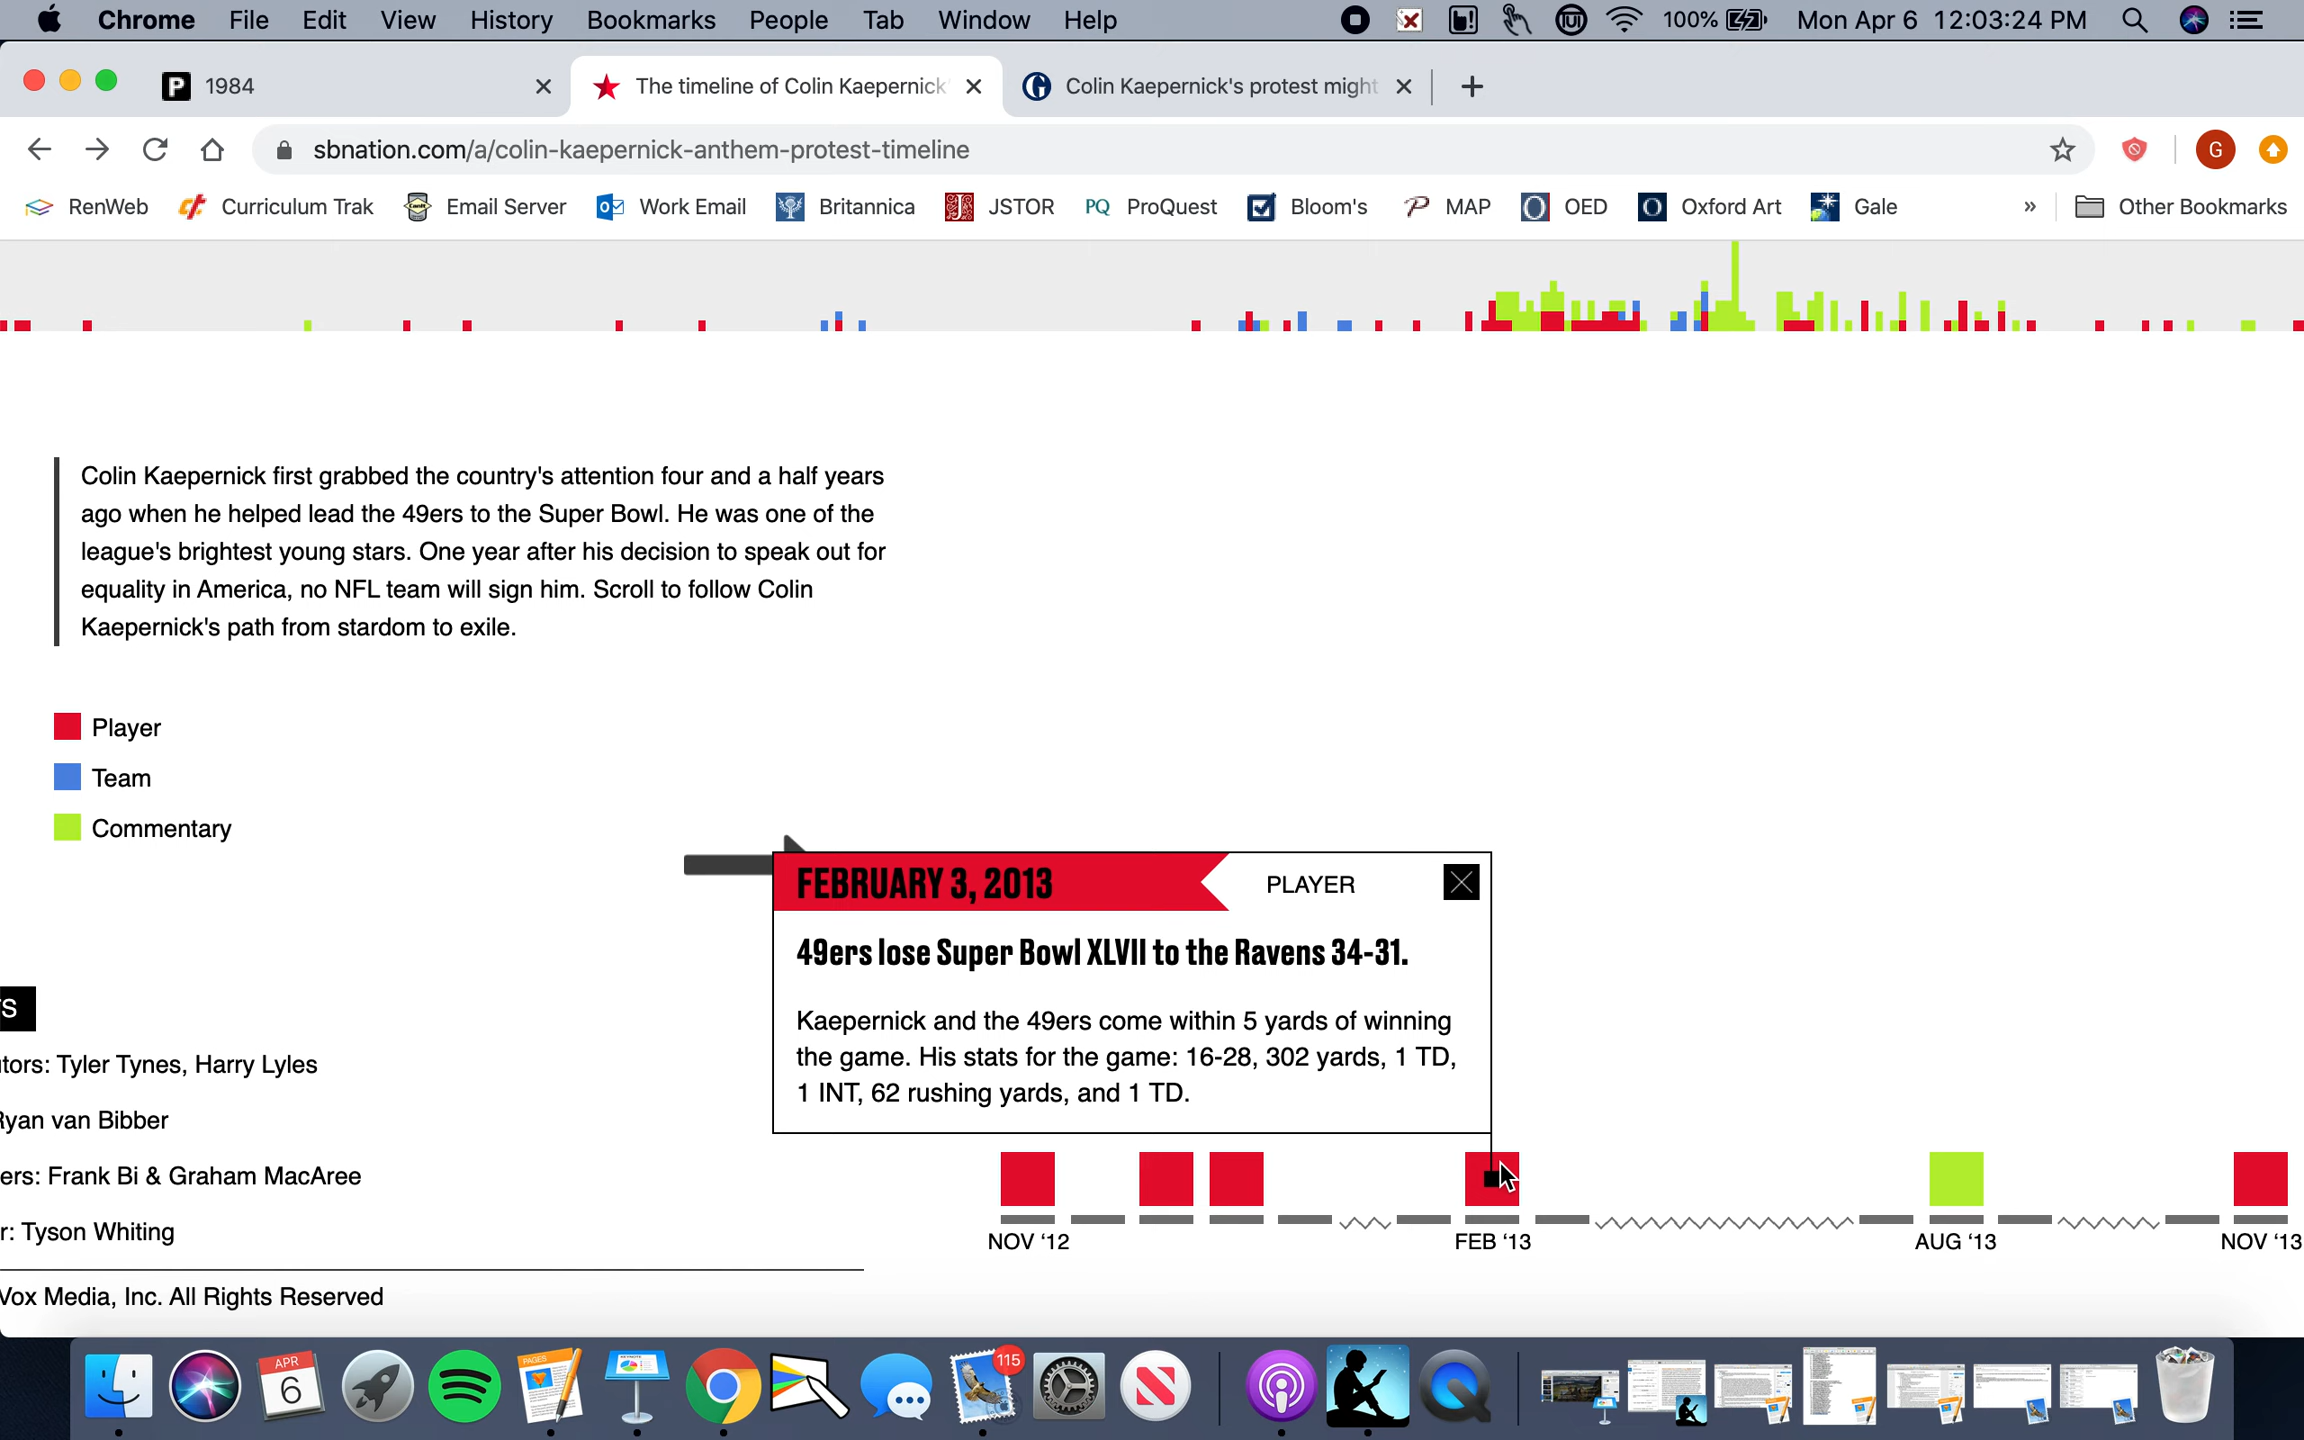 Chrome File Edit View History Bookmarks People Tab Window Help 100% Mon Apr 6 12:03:24 PM
1984 The timeline of Colin Kaepernick' Colin Kaepernick's protest might
sbnation.com/a/colin-kaepernick-anthem-protest-timeline G
RenWeb Curriculum Trak Email Server Work Email Britannica JSTOR PQ ProQuest Bloom's MAP OED Oxford Art Gale » Other Bookmarks
Colin Kaepernick first grabbed the country's attention four and a half years
ago when he helped lead the 49ers to the Super Bowl. He was one of the
league's brightest young stars. One year after his decision to speak out for
equality in America, no NFL team will sign him. Scroll to follow Colin
Kaepernick's path from stardom to exile.
Player
Team
Commentary
FEBRUARY 3, 2013 PLAYER
49ers lose Super Bowl XLVII to the Ravens 34-31.
Kaepernick and the 49ers come within 5 yards of winning
the game. His stats for the game: 16-28, 302 yards, 1 TD,
1 INT, 62 rushing yards, and 1 TD.
TS
utors: Tyler Tynes, Harry Lyles
Ryan van Bibber
ers: Frank Bi & Graham MacAree
r: Tyson Whiting
Vox Media, Inc. All Rights Reserved
NOV ‘12 FEB ‘13 AUG ‘13 NOV ‘13
APR 6 PAGES KEYNOTE 115